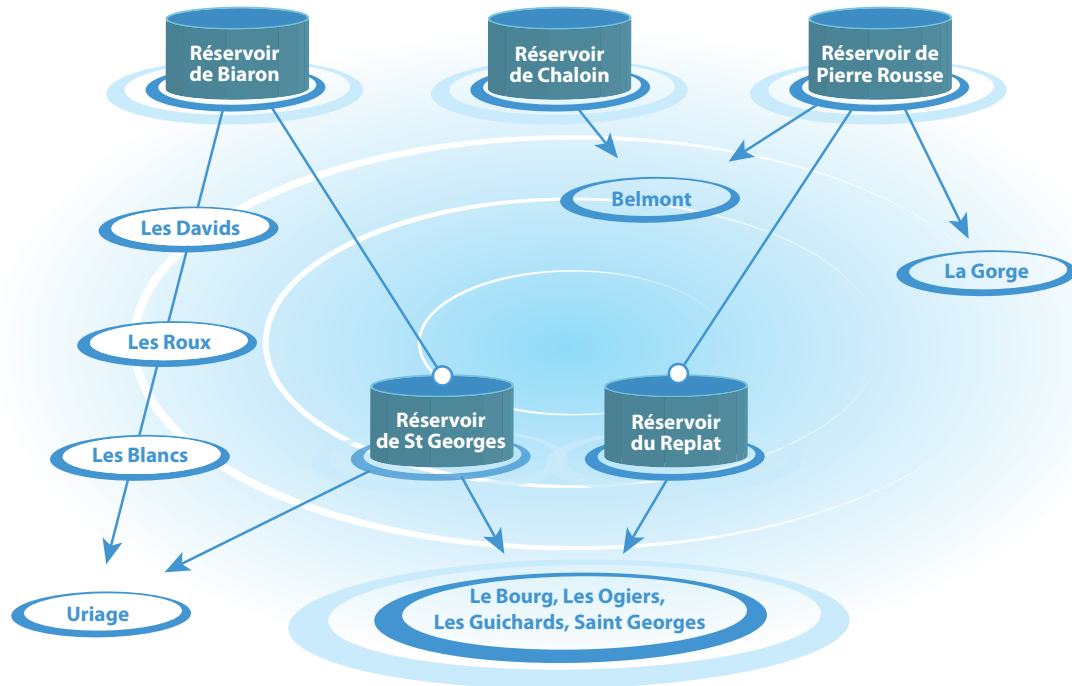 Réservoir
de Biaron
Réservoir
de Chaloin
Réservoir de
Pierre Rousse
Belmont
Les Davids
La Gorge
Les Roux
Réservoir
de St Georges
Réservoir
du Replat
Les Blancs
Uriage
Le Bourg, Les Ogiers,
Les Guichards, Saint Georges